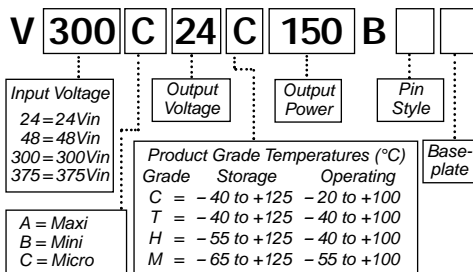 V 300 C 24 C 150 B
Input Voltage
24 = 24Vin
48 = 48Vin
300 = 300Vin
375 = 375Vin
Output
Voltage
Output
Power
Pin
Style
Base-
plate
A = Maxi
B = Mini
C = Micro
Product Grade Temperatures (°C)
Grade Storage Operating
C = – 40 to +125 – 20 to +100
T = – 40 to +125 – 40 to +100
H = – 55 to +125 – 40 to +100
M = – 65 to +125 – 55 to +100